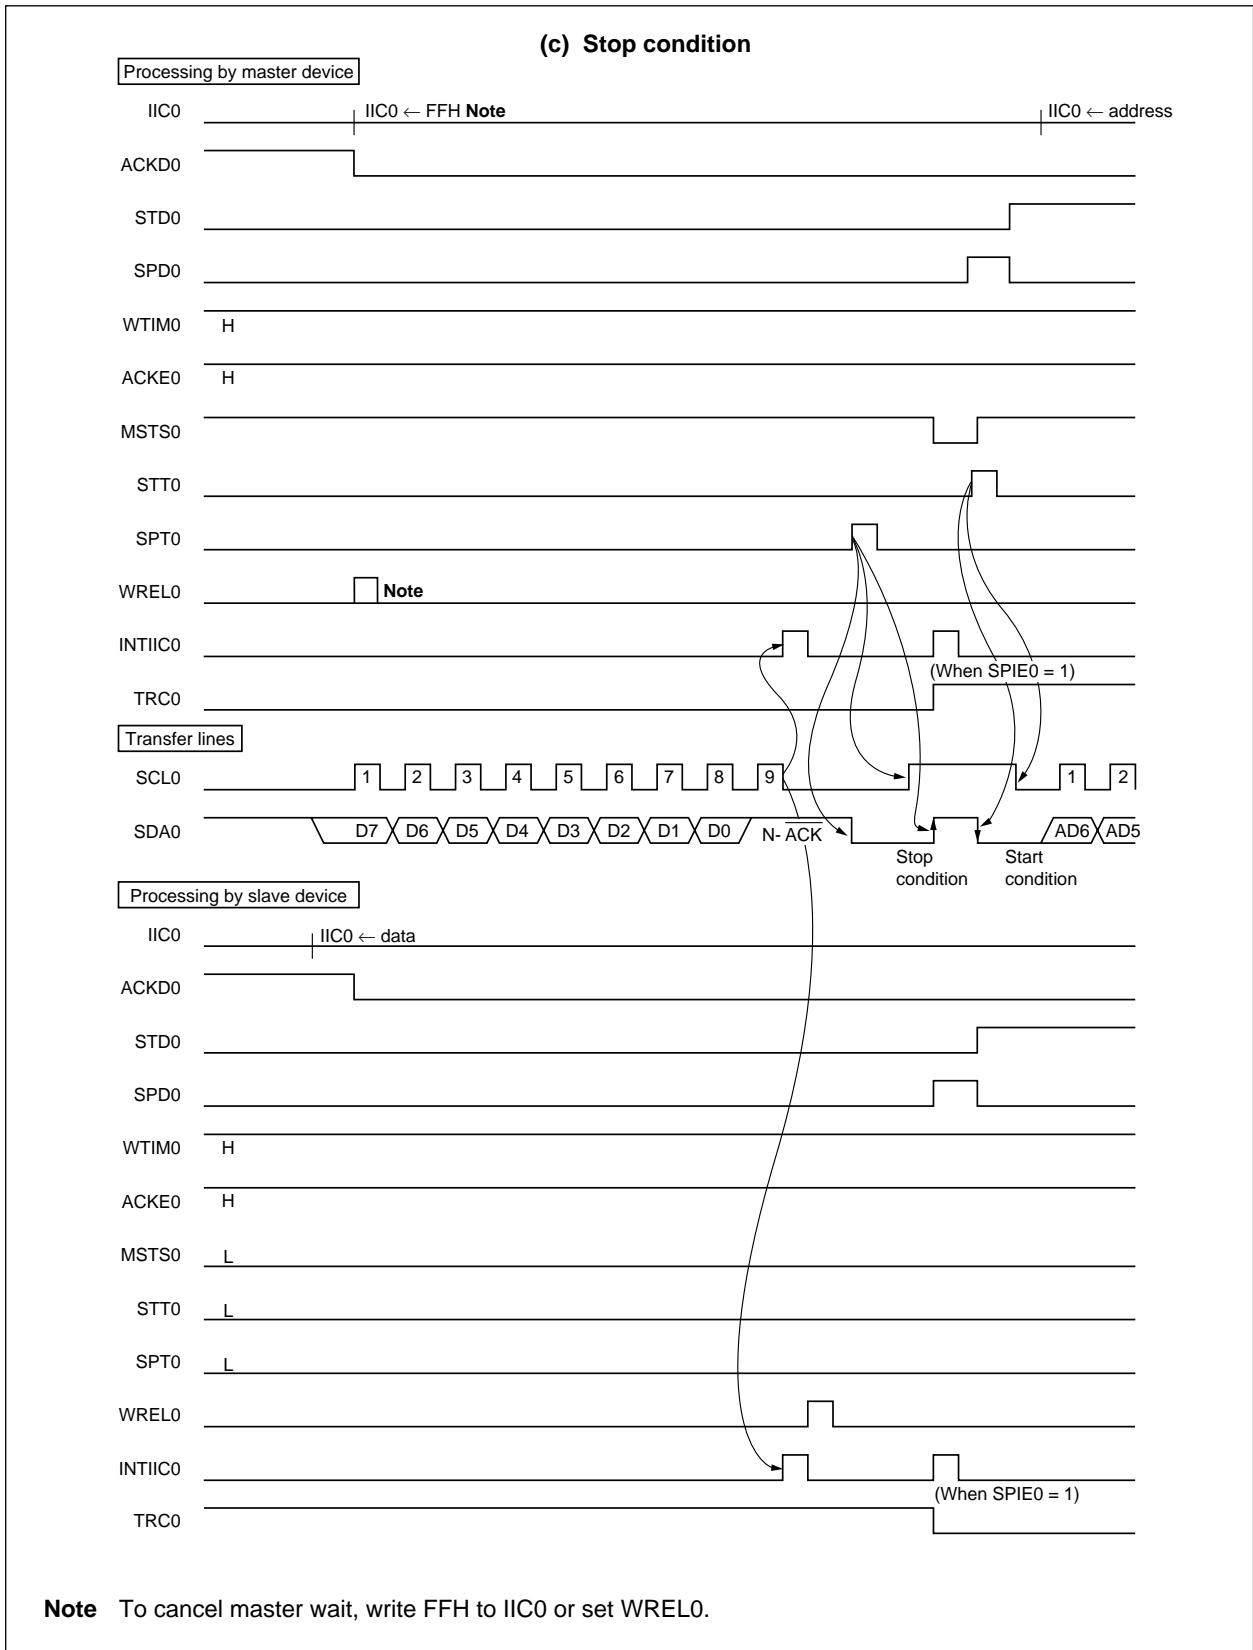 (c) Stop condition
Processing by master device
IIC0
IIC0 ← FFH Note
IIC0 ← address
ACKD0
STD0
SPD0
WTIM0
H
ACKE0
H
MSTS0
STT0
SPT0
WREL0
Note
INTIIC0
(When SPIE0 = 1)
TRC0
Transfer lines
SCL0
1 2 3 4 5 6 7 8 9 1 2
SDA0
D7 D6 D5 D4 D3 D2 D1 D0 N- ACK AD6 AD5
Stop condition
Start condition
Processing by slave device
IIC0
IIC0 ← data
ACKD0
STD0
SPD0
WTIM0
H
ACKE0
H
MSTS0
L
STT0
L
SPT0
L
WREL0
INTIIC0
(When SPIE0 = 1)
TRC0
Note To cancel master wait, write FFH to IIC0 or set WREL0.